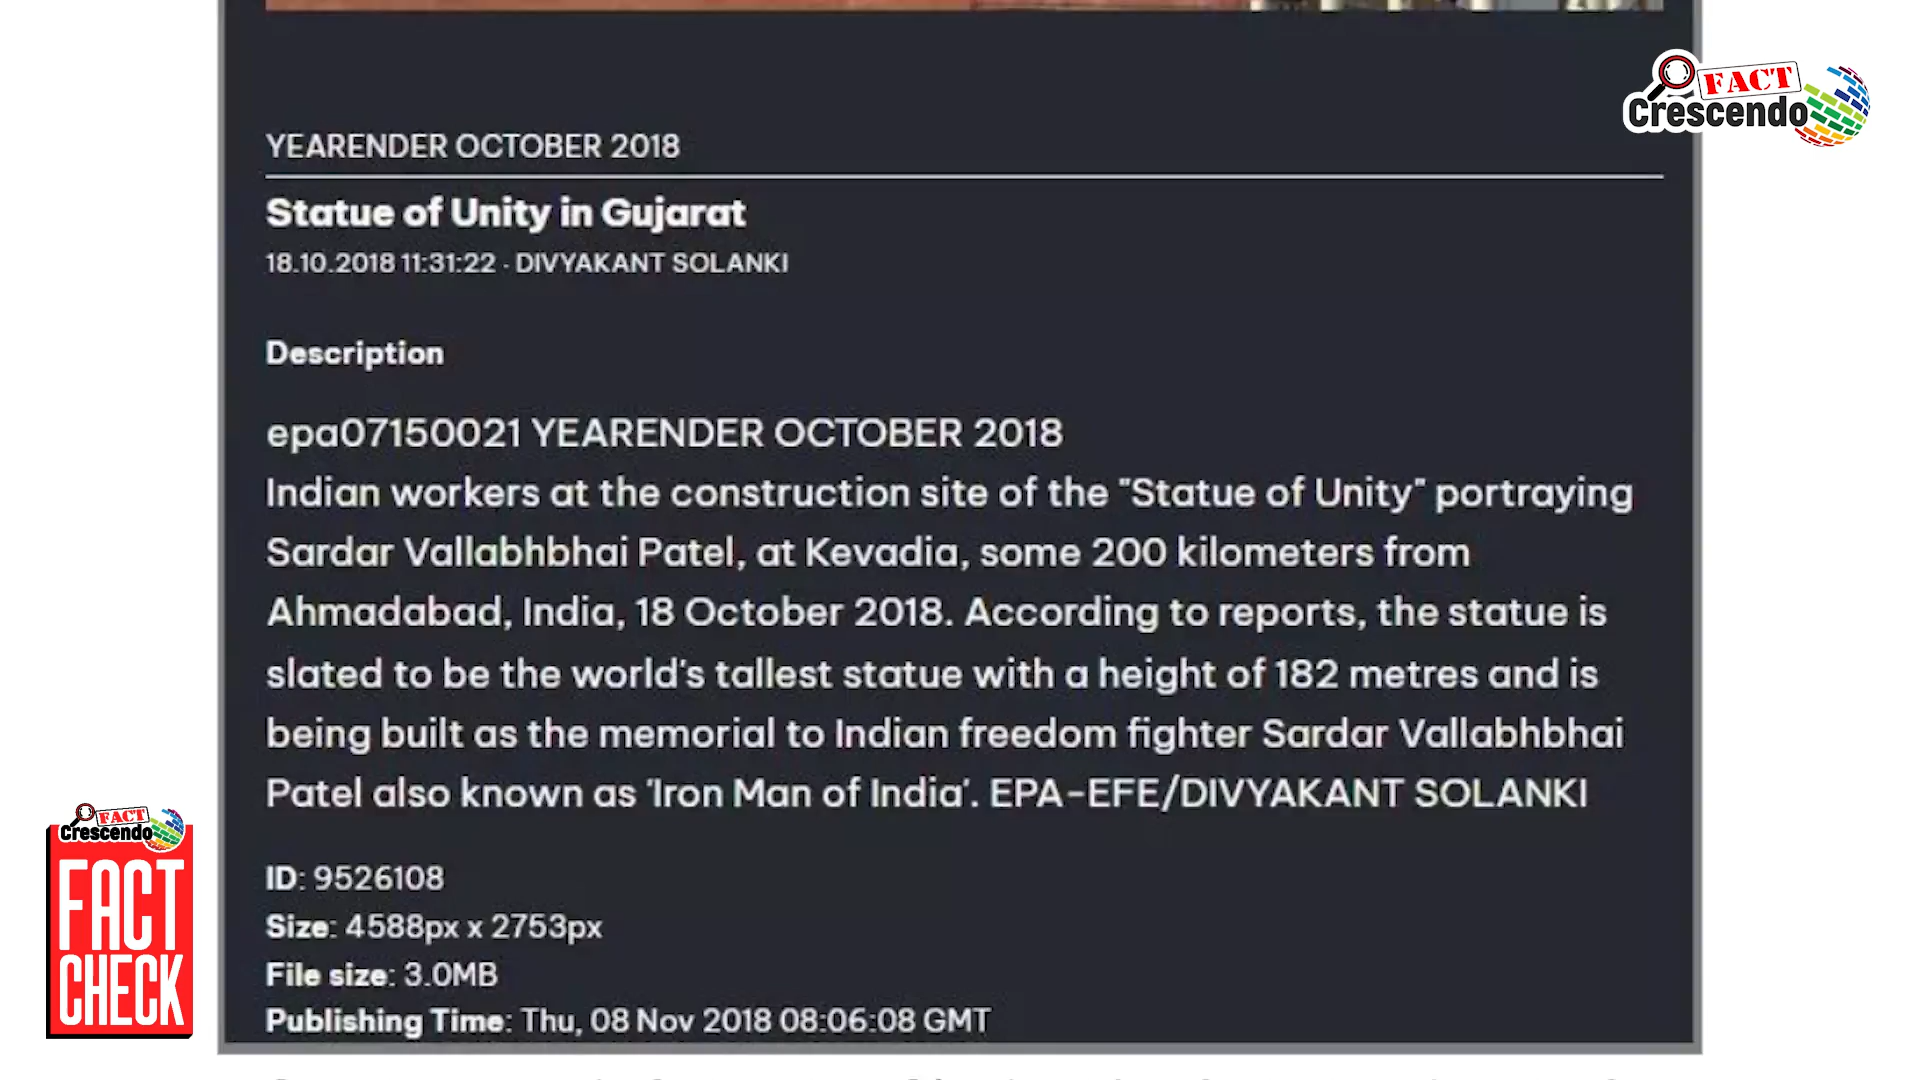 FACT
Crescendo
YEARENDER OCTOBER 2018
Statue of Unity in Gujarat
18.10.2018 11:31:22 - DIVYAKANT SOLANKI
Description
epa07150021 YEARENDER OCTOBER 2018
Indian workers at the construction site of the "Statue of Unity" portraying
Sardar Vallabhbhai Patel, at Kevadia, some 200 kilometers from
Ahmadabad, India, 18 October 2018. According to reports, the statue is
slated to be the world's tallest statue with a height of 182 metres and is
being built as the memorial to Indian freedom fighter Sardar Vallabhbhai
Patel also known as 'Iron Man of India'. EPA-EFE/DIVYAKANT SOLANKI
ID: 9526108
Size: 4588px x 2753px
File size: 3.0MB
Publishing Time: Thu, 08 Nov 2018 08:06:08 GMT
FACT
Crescendo
FACT
CHECK